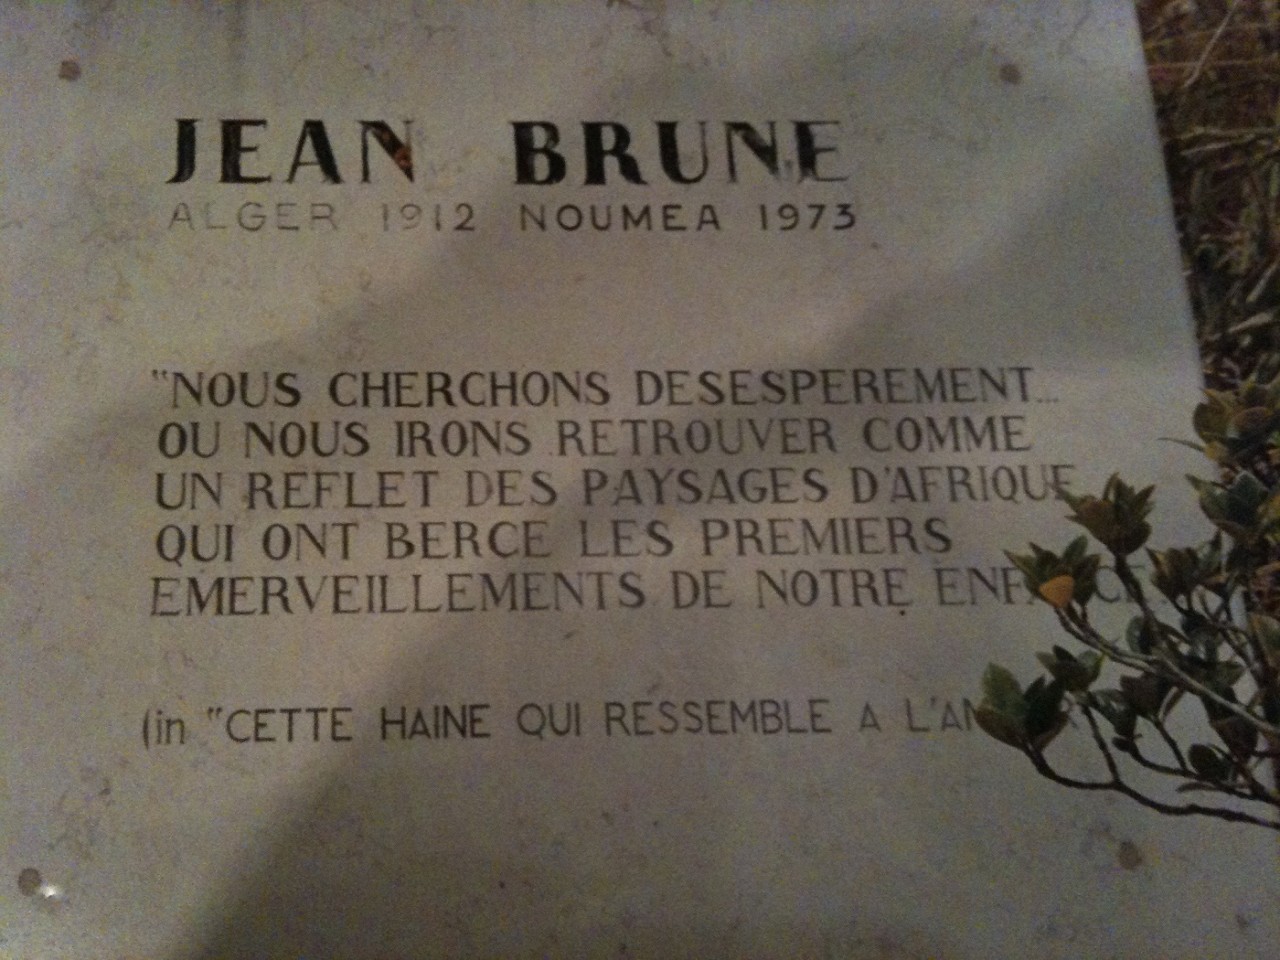 JEAN BRUNE
ALGER 1912 NOUMEA 1973
"NOUS CHERCHONS DESESPEREMENT...
OU NOUS IRONS RETROUVER COMME
UN REFLET DES PAYSAGES D'AFRIQUE
QUI ONT BERCE LES PREMIERS
EMERVEILLEMENTS DE NOTRE ENFANCE
(in "CETTE HAINE QUI RESSEMBLE A